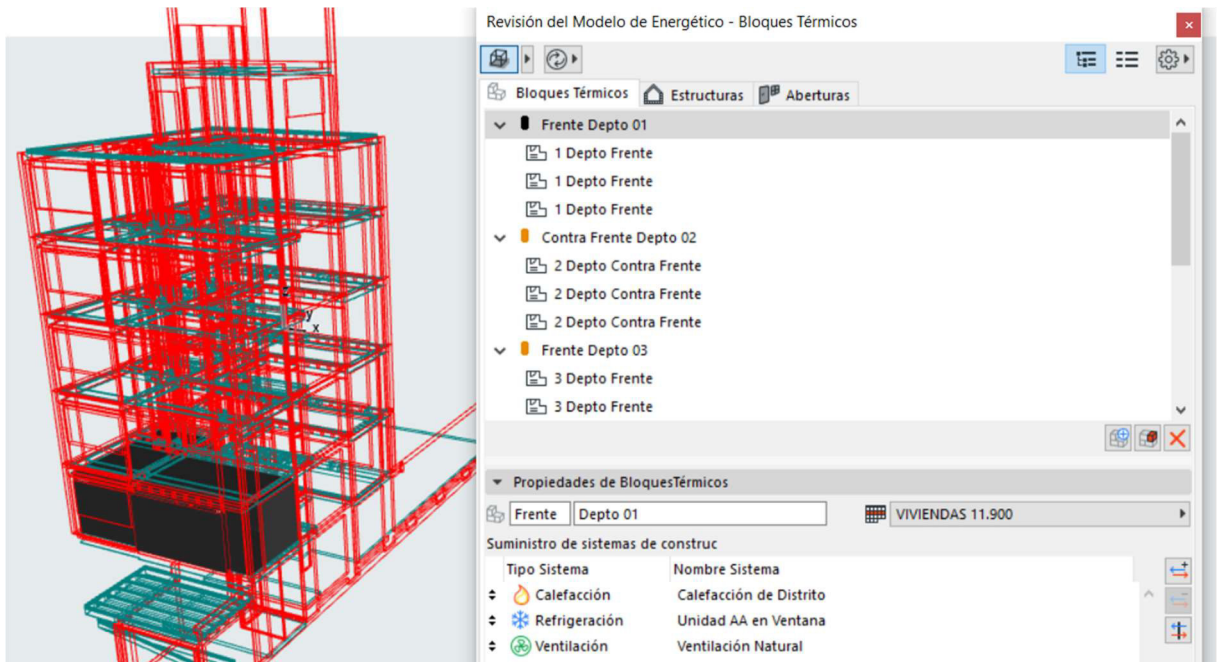 Revisión del Modelo de Energético - Bloques Térmicos
Bloques Térmicos Estructuras Aberturas
Frente Depto 01
1 Depto Frente
1 Depto Frente
1 Depto Frente
Contra Frente Depto 02
2 Depto Contra Frente
2 Depto Contra Frente
2 Depto Contra Frente
Frente Depto 03
3 Depto Frente
3 Depto Frente
Propiedades de BloquesTérmicos
Frente Depto 01 VIVIENDAS 11.900
Suministro de sistemas de construc
Tipo Sistema Nombre Sistema
Calefacción Calefacción de Distrito
Refrigeración Unidad AA en Ventana
Ventilación Ventilación Natural
y
x